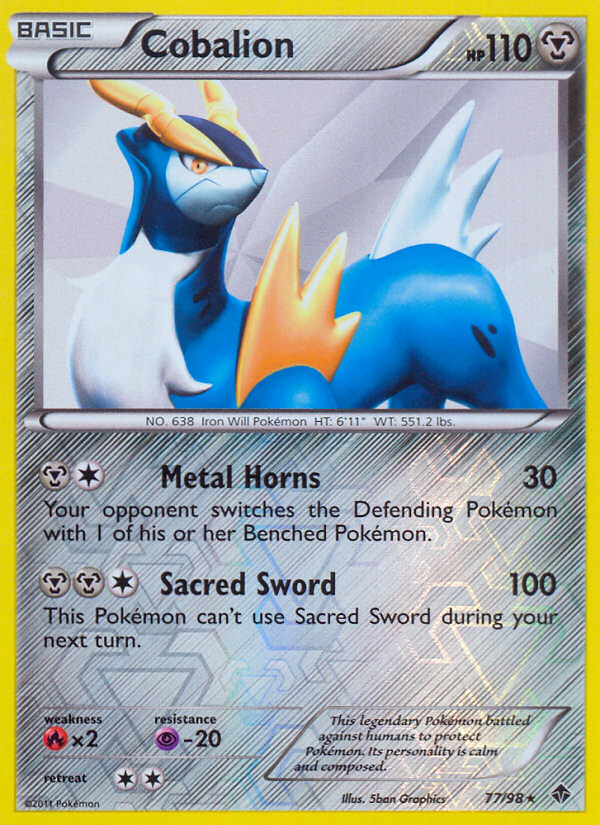 BASIC
Cobalion
HP110
NO. 638 Iron Will Pokémon HT: 6'11" WT: 551.2 lbs.
Metal Horns 30
Your opponent switches the Defending Pokémon
with 1 of his or her Benched Pokémon.
Sacred Sword 100
This Pokémon can't use Sacred Sword during your
next turn.
weakness resistance
×2 -20
This legendary Pokémon battled
against humans to protect
Pokémon. Its personality is calm
and composed.
retreat
©2011 Pokémon
Illus. 5ban Graphics
77/98★